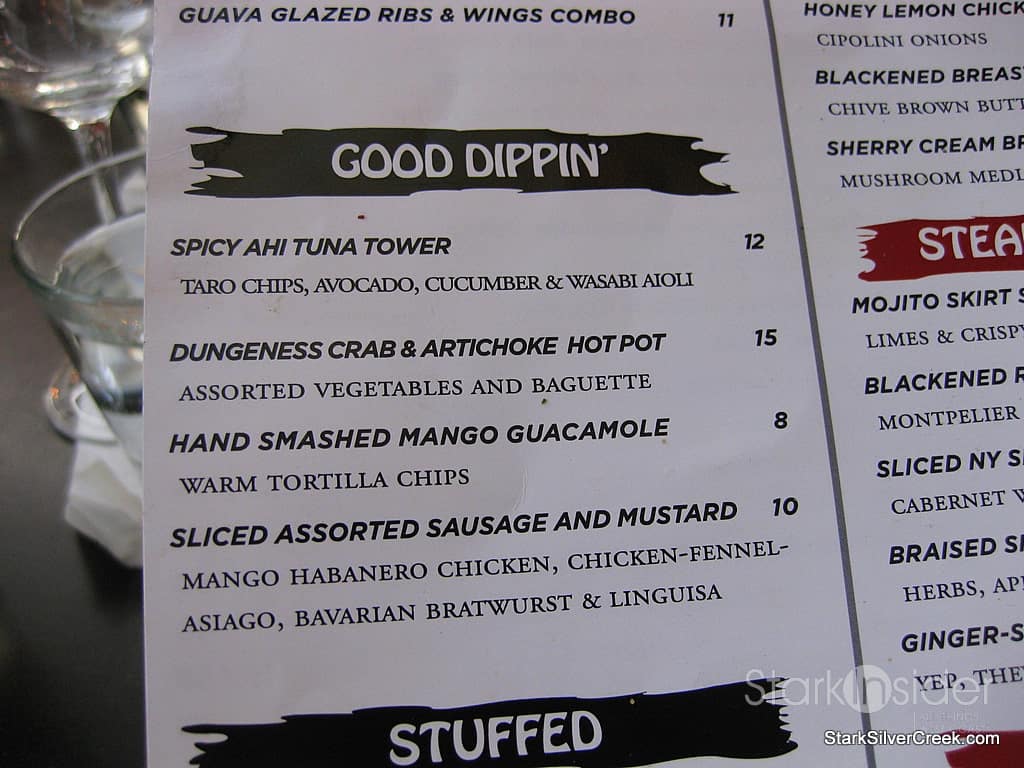 GUAVA GLAZED RIBS & WINGS COMBO 11
GOOD DIPPIN'
SPICY AHI TUNA TOWER 12
TARO CHIPS, AVOCADO, CUCUMBER & WASABI AIOLI
DUNGENESS CRAB & ARTICHOKE HOT POT 15
ASSORTED VEGETABLES AND BAGUETTE
HAND SMASHED MANGO GUACAMOLE 8
WARM TORTILLA CHIPS
SLICED ASSORTED SAUSAGE AND MUSTARD 10
MANGO HABANERO CHICKEN, CHICKEN-FENNEL-
ASIAGO, BAVARIAN BRATWURST & LINGUISA
STUFFED
HONEY LEMON CHICK
CIPOLINI ONIONS
BLACKENED BREAS
CHIVE BROWN BUTT
SHERRY CREAM BR
MUSHROOM MEDL
STEA
MOJITO SKIRT S
LIMES & CRISPY
BLACKENED R
MONTPELIER
SLICED NY S
CABERNET
BRAISED S
HERBS, AP
GINGER-S
YEP, THE
Stark Insider
StarkSilverCreek.com